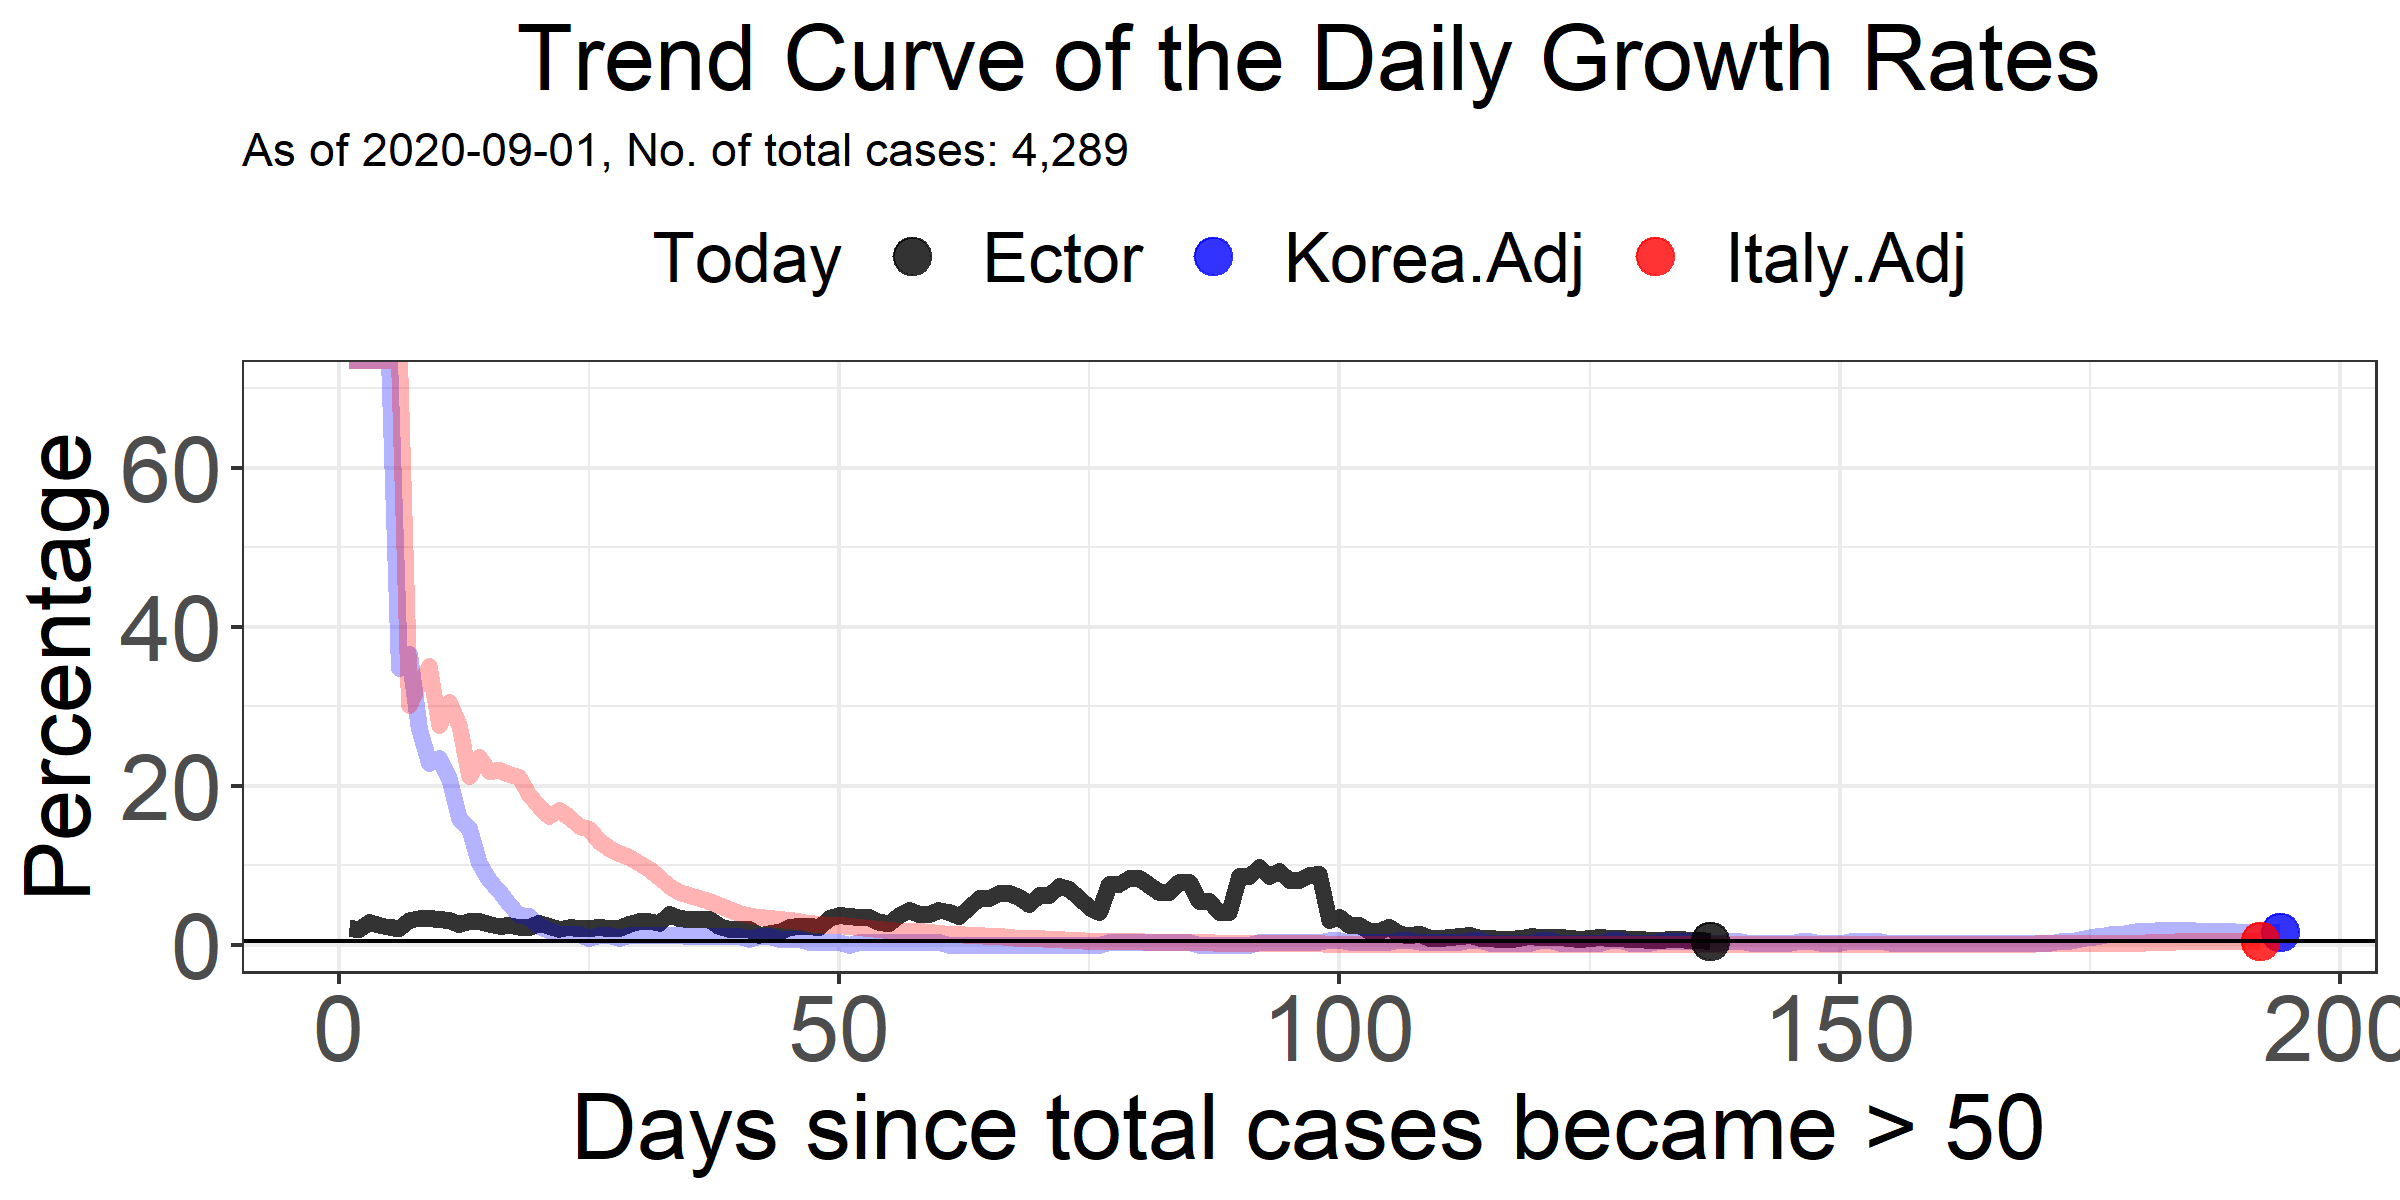 Trend Curve of the Daily Growth Rates
As of 2020-09-01, No. of total cases: 4,289
Today Ector Korea.Adj Italy.Adj
Percentage
60
40
20
0
0 50 100 150 200
Days since total cases became > 50